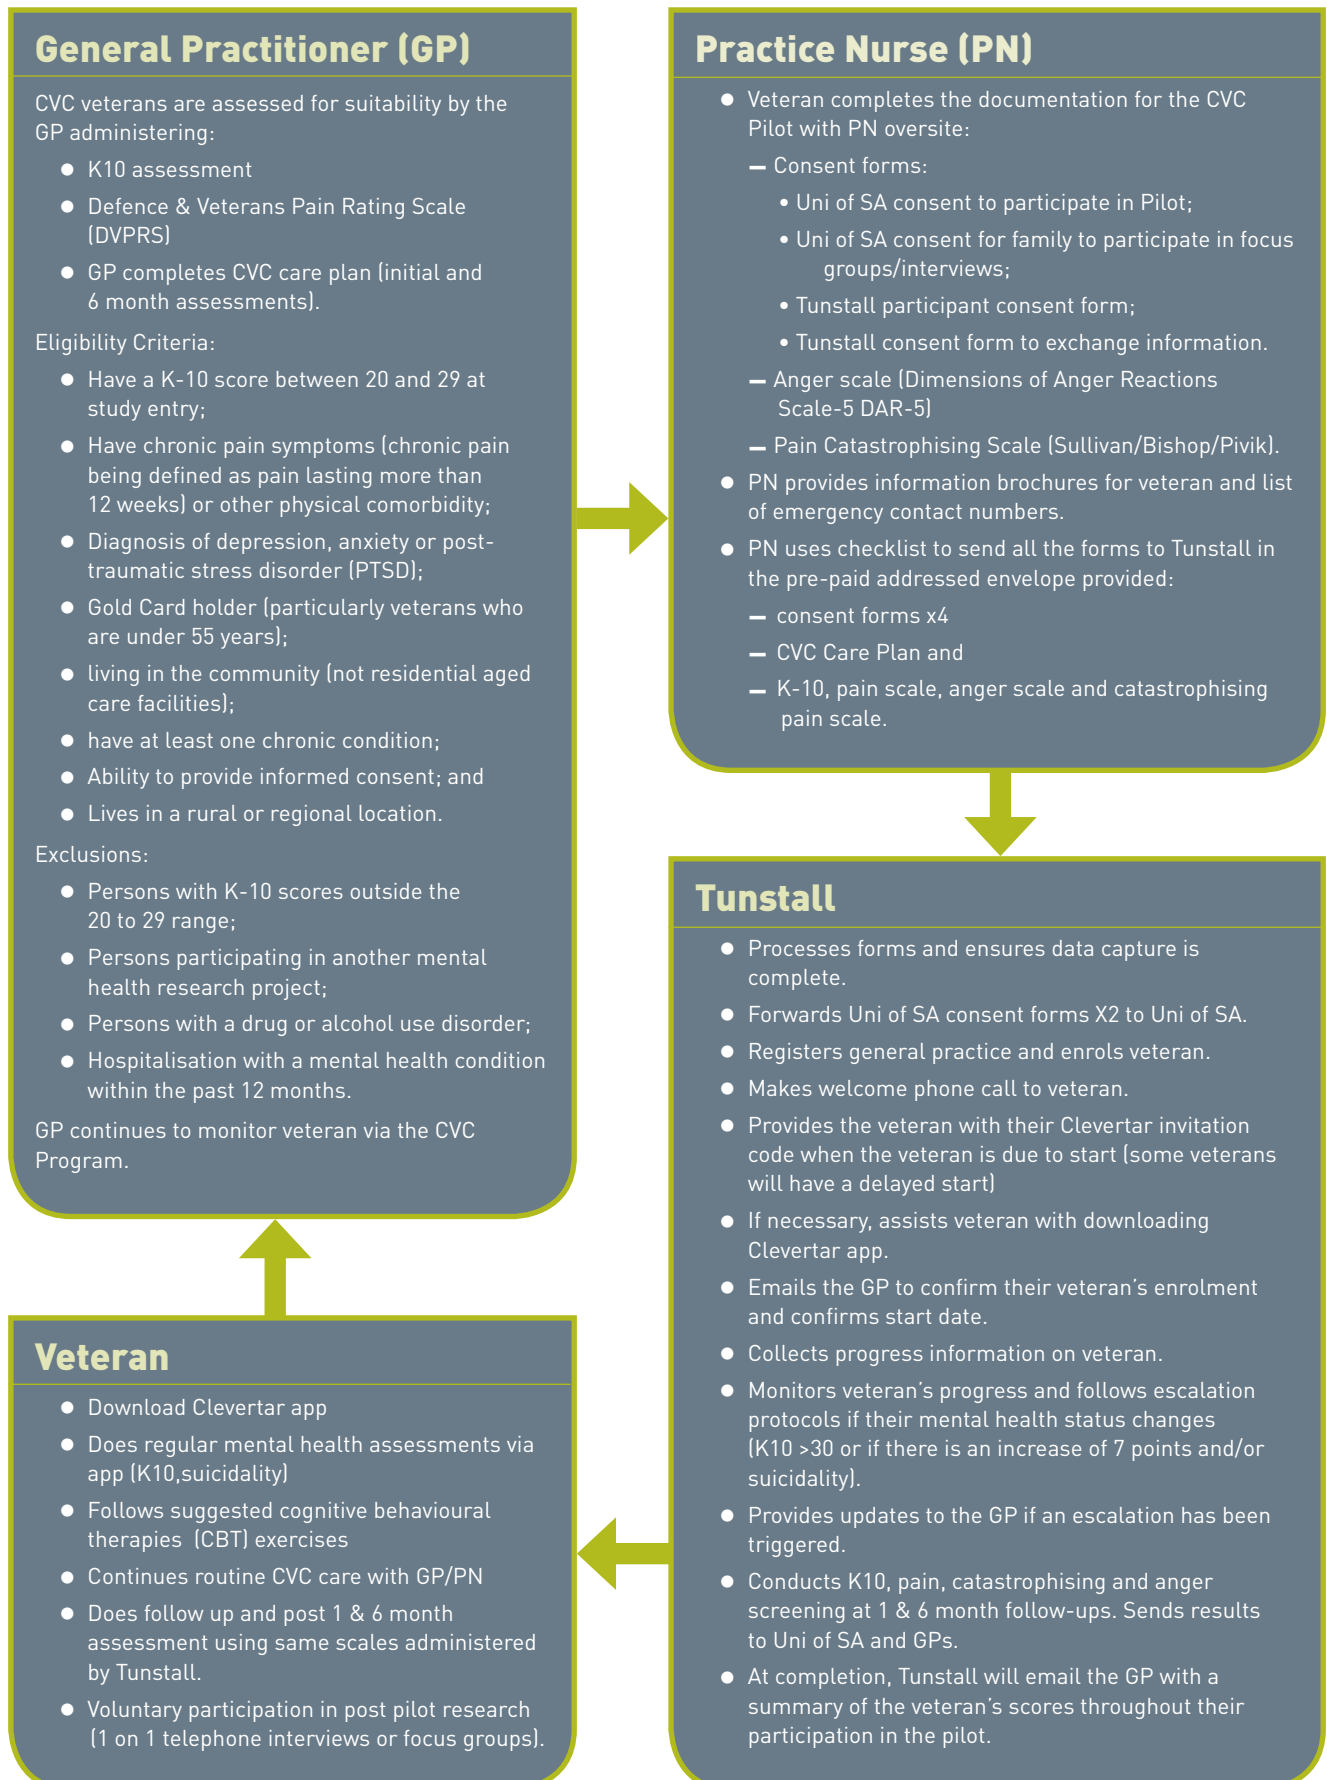 General Practitioner (GP)
CVC veterans are assessed for suitability by the
GP administering:
● K10 assessment
● Defence & Veterans Pain Rating Scale
(DVPRS)
● GP completes CVC care plan (initial and
6 month assessments).
Eligibility Criteria:
● Have a K-10 score between 20 and 29 at
study entry;
● Have chronic pain symptoms (chronic pain
being defined as pain lasting more than
12 weeks) or other physical comorbidity;
● Diagnosis of depression, anxiety or post-
traumatic stress disorder (PTSD);
● Gold Card holder (particularly veterans who
are under 55 years);
● living in the community (not residential aged
care facilities);
● have at least one chronic condition;
● Ability to provide informed consent; and
● Lives in a rural or regional location.
Exclusions:
● Persons with K-10 scores outside the
20 to 29 range;
● Persons participating in another mental
health research project;
● Persons with a drug or alcohol use disorder;
● Hospitalisation with a mental health condition
within the past 12 months.
GP continues to monitor veteran via the CVC
Program.
Practice Nurse (PN)
● Veteran completes the documentation for the CVC
Pilot with PN oversite:
– Consent forms:
• Uni of SA consent to participate in Pilot;
• Uni of SA consent for family to participate in focus
groups/interviews;
• Tunstall participant consent form;
• Tunstall consent form to exchange information.
– Anger scale (Dimensions of Anger Reactions
Scale-5 DAR-5)
– Pain Catastrophising Scale (Sullivan/Bishop/Pivik).
● PN provides information brochures for veteran and list
of emergency contact numbers.
● PN uses checklist to send all the forms to Tunstall in
the pre-paid addressed envelope provided:
– consent forms x4
– CVC Care Plan and
– K-10, pain scale, anger scale and catastrophising
pain scale.
Tunstall
● Processes forms and ensures data capture is
complete.
● Forwards Uni of SA consent forms X2 to Uni of SA.
● Registers general practice and enrols veteran.
● Makes welcome phone call to veteran.
● Provides the veteran with their Clevertar invitation
code when the veteran is due to start (some veterans
will have a delayed start)
● If necessary, assists veteran with downloading
Clevertar app.
● Emails the GP to confirm their veteran's enrolment
and confirms start date.
● Collects progress information on veteran.
● Monitors veteran's progress and follows escalation
protocols if their mental health status changes
(K10 >30 or if there is an increase of 7 points and/or
suicidality).
● Provides updates to the GP if an escalation has been
triggered.
● Conducts K10, pain, catastrophising and anger
screening at 1 & 6 month follow-ups. Sends results
to Uni of SA and GPs.
● At completion, Tunstall will email the GP with a
summary of the veteran's scores throughout their
participation in the pilot.
Veteran
● Download Clevertar app
● Does regular mental health assessments via
app (K10,suicidality)
● Follows suggested cognitive behavioural
therapies (CBT) exercises
● Continues routine CVC care with GP/PN
● Does follow up and post 1 & 6 month
assessment using same scales administered
by Tunstall.
● Voluntary participation in post pilot research
(1 on 1 telephone interviews or focus groups).